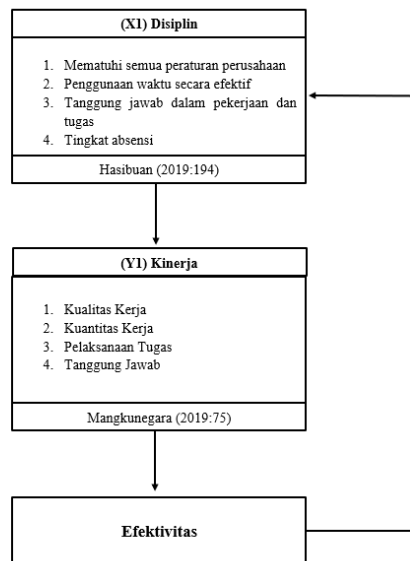 (X1) Disiplin
1. Mematuhi semua peraturan perusahaan
2. Penggunaan waktu secara efektif
3. Tanggung jawab dalam pekerjaan dan
tugas
4. Tingkat absensi
Hasibuan (2019:194)
(Y1) Kinerja
1. Kualitas Kerja
2. Kuantitas Kerja
3. Pelaksanaan Tugas
4. Tanggung Jawab
Mangkunegara (2019:75)
Efektivitas